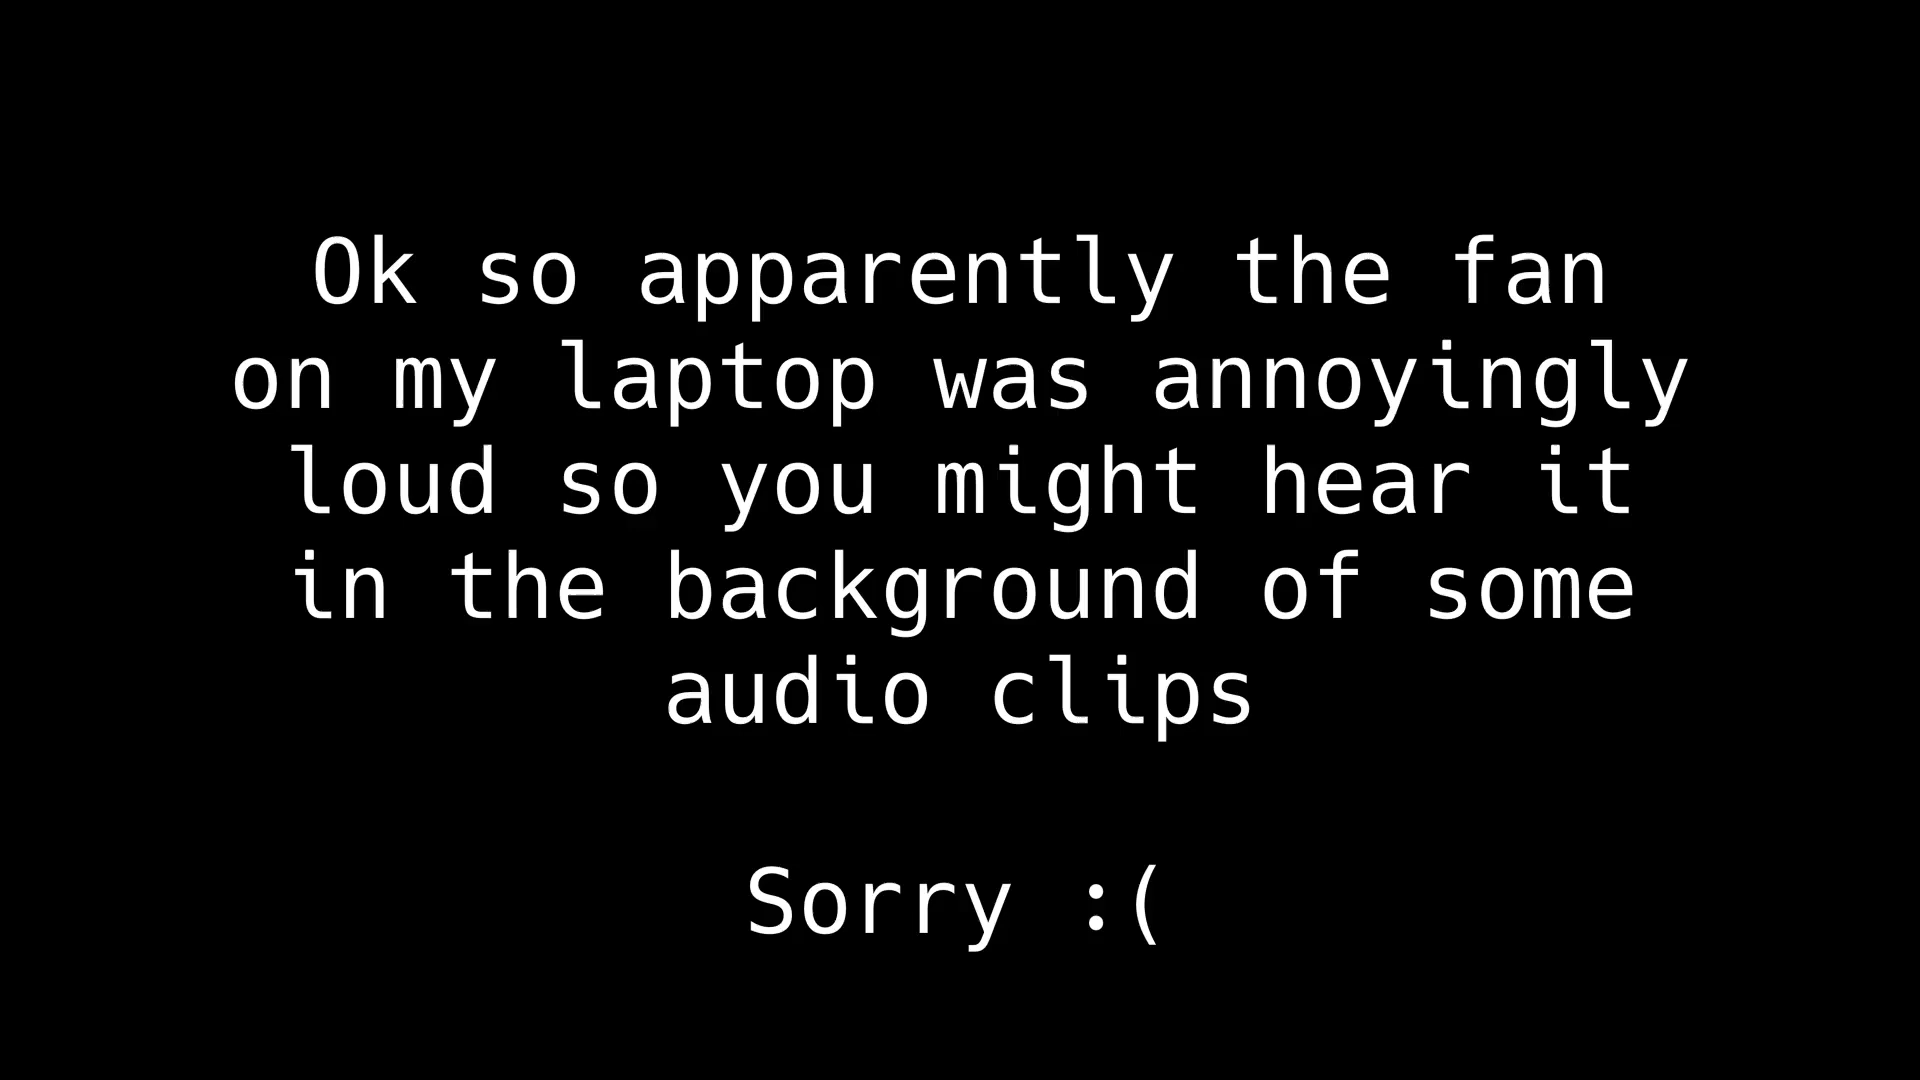 Ok so apparently the fan
on my laptop was annoyingly
loud so you might hear it
in the background of some
audio clips
Sorry :(